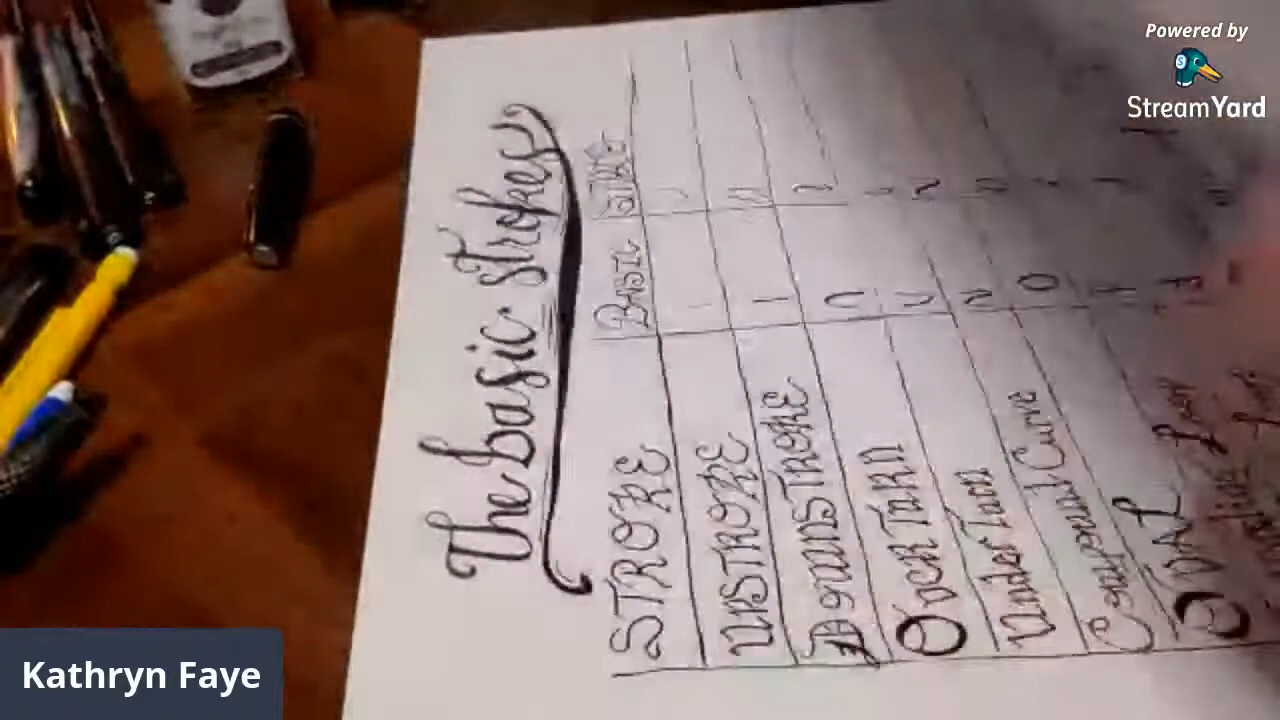 The basic strokes
STROKE Basic
UPSTROKE
DOWNSTROKE
OverTurn
UnderTurn
Compound Curve
OVAL
Powered by
StreamYard
Kathryn Faye